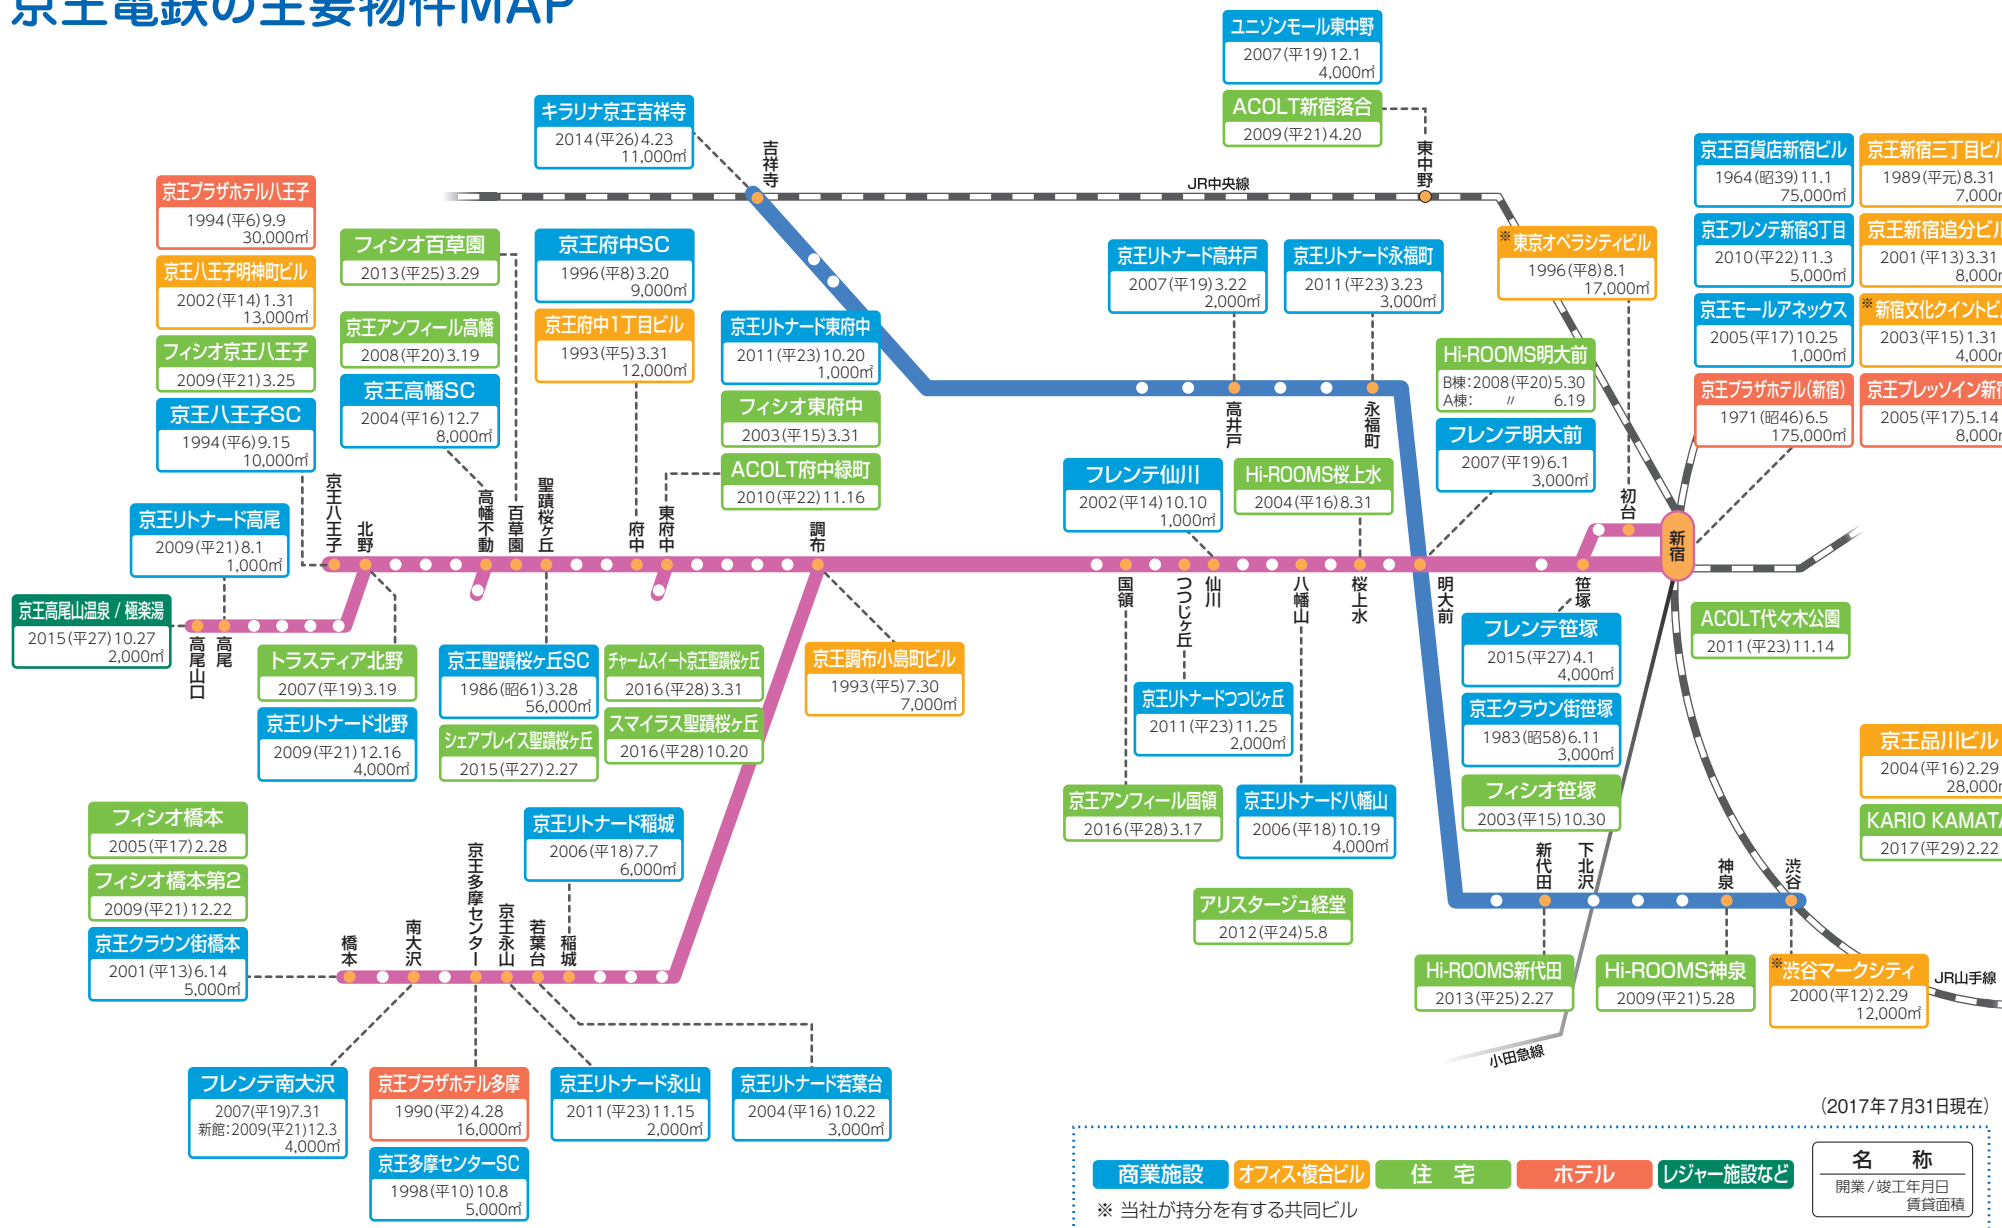 京王電鉄の主要物件MAP
ユニゾンモール東中野
2007(平19)12.1
4,000㎡
ACOLT新宿落合
2009(平21)4.20
キラリナ京王吉祥寺
2014(平26)4.23
11,000㎡
吉祥寺
JR中央線
東中野
京王百貨店新宿ビル
1964(昭39)11.1
75,000㎡
京王新宿三丁目ビル
1989(平元)8.31
7,000㎡
京王フレンテ新宿3丁目
2010(平22)11.3
5,000㎡
京王新宿追分ビル
2001(平13)3.31
8,000㎡
京王モールアネックス
2005(平17)10.25
1,000㎡
※新宿文化クイントビル
2003(平15)1.31
4,000㎡
京王プラザホテル(新宿)
1971(昭46)6.5
175,000㎡
京王プレッソイン新宿
2005(平17)5.14
8,000㎡
京王プラザホテル八王子
1994(平6)9.9
30,000㎡
京王八王子明神町ビル
2002(平14)1.31
13,000㎡
フィシオ京王八王子
2009(平21)3.25
京王八王子SC
1994(平6)9.15
10,000㎡
フィシオ百草園
2013(平25)3.29
京王アンフィール高幡
2008(平20)3.19
京王高幡SC
2004(平16)12.7
8,000㎡
京王府中SC
1996(平8)3.20
9,000㎡
京王府中1丁目ビル
1993(平5)3.31
12,000㎡
京王リトナード東府中
2011(平23)10.20
1,000㎡
フィシオ東府中
2003(平15)3.31
ACOLT府中緑町
2010(平22)11.16
京王リトナード高井戸
2007(平19)3.22
2,000㎡
京王リトナード永福町
2011(平23)3.23
3,000㎡
※東京オペラシティビル
1996(平8)8.1
17,000㎡
高井戸
永福町
Hi-ROOMS明大前
B棟:2008(平20)5.30
A棟: 〃 6.19
フレンテ明大前
2007(平19)6.1
3,000㎡
フレンテ仙川
2002(平14)10.10
1,000㎡
Hi-ROOMS桜上水
2004(平16)8.31
京王リトナード高尾
2009(平21)8.1
1,000㎡
京王高尾山温泉 / 極楽湯
2015(平27)10.27
2,000㎡
京王八王子
北野
高幡不動
百草園
聖蹟桜ヶ丘
府中
東府中
調布
初台
新宿
高尾山口
高尾
国領
つつじヶ丘
仙川
八幡山
桜上水
明大前
笹塚
トラスティア北野
2007(平19)3.19
京王リトナード北野
2009(平21)12.16
4,000㎡
京王聖蹟桜ヶ丘SC
1986(昭61)3.28
56,000㎡
シェアプレイス聖蹟桜ヶ丘
2015(平27)2.27
チャームスイート京王聖蹟桜ヶ丘
2016(平28)3.31
スマイラス聖蹟桜ヶ丘
2016(平28)10.20
京王調布小島町ビル
1993(平5)7.30
7,000㎡
京王リトナードつつじヶ丘
2011(平23)11.25
2,000㎡
京王アンフィール国領
2016(平28)3.17
京王リトナード八幡山
2006(平18)10.19
4,000㎡
フレンテ笹塚
2015(平27)4.1
4,000㎡
京王クラウン街笹塚
1983(昭58)6.11
3,000㎡
フィシオ笹塚
2003(平15)10.30
ACOLT代々木公園
2011(平23)11.14
京王品川ビル
2004(平16)2.29
28,000㎡
KARIO KAMATA
2017(平29)2.22
フィシオ橋本
2005(平17)2.28
フィシオ橋本第2
2009(平21)12.22
京王クラウン街橋本
2001(平13)6.14
5,000㎡
京王リトナード稲城
2006(平18)7.7
6,000㎡
橋本
南大沢
京王多摩センター
京王永山
若葉台
稲城
アリスタージュ経堂
2012(平24)5.8
新代田
下北沢
神泉
渋谷
Hi-ROOMS新代田
2013(平25)2.27
Hi-ROOMS神泉
2009(平21)5.28
※渋谷マークシティ
2000(平12)2.29
12,000㎡
JR山手線
小田急線
フレンテ南大沢
2007(平19)7.31
新館:2009(平21)12.3
4,000㎡
京王プラザホテル多摩
1990(平2)4.28
16,000㎡
京王多摩センターSC
1998(平10)10.8
5,000㎡
京王リトナード永山
2011(平23)11.15
2,000㎡
京王リトナード若葉台
2004(平16)10.22
3,000㎡
(2017年7月31日現在)
商業施設
オフィス・複合ビル
住 宅
ホテル
レジャー施設など
名 称
開業/竣工年月日
賃貸面積
※ 当社が持分を有する共同ビル